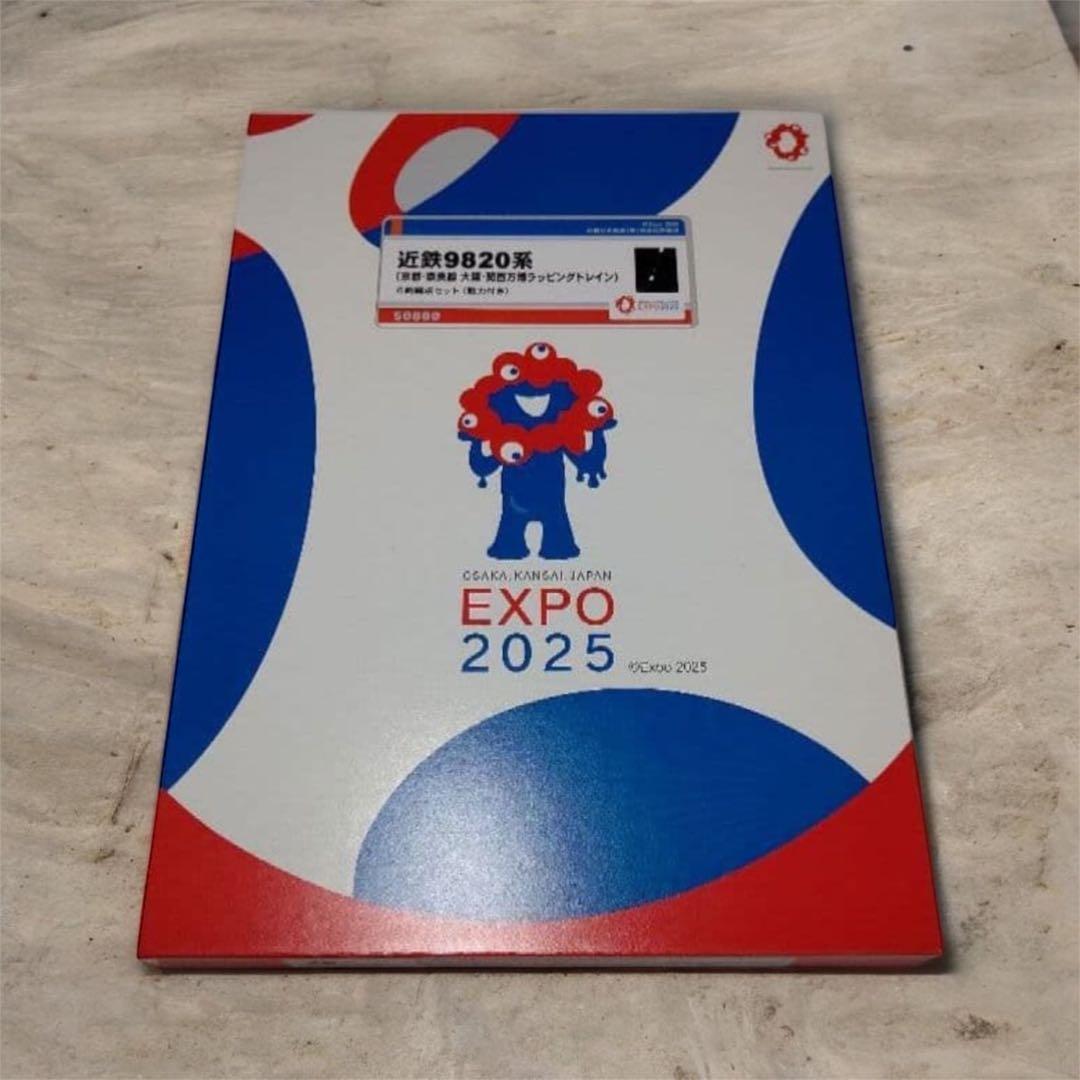 近鉄9820系
(京都・奈良線 大阪・関西万博ラッピングトレイン)
6両編成セット(動力付き)
50880
EXPO2025
OSAKA, KANSAI, JAPAN
EXPO
2025
©Expo 2025